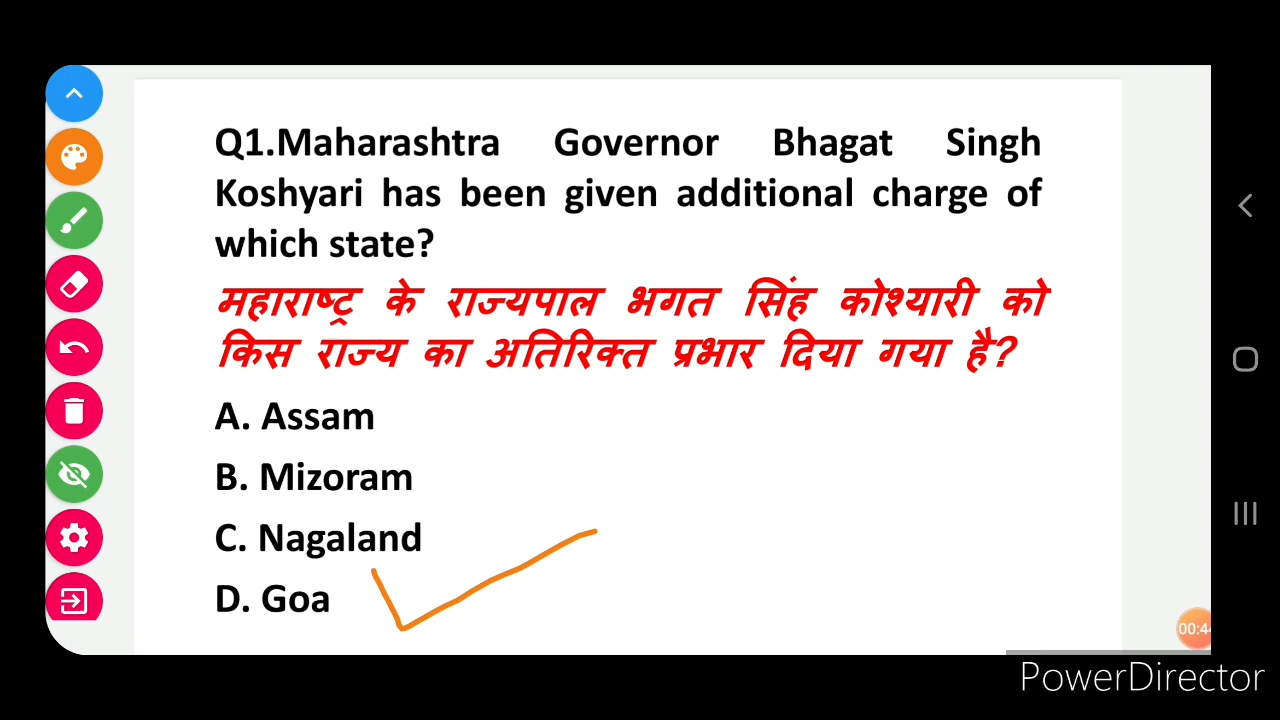 Q1.Maharashtra Governor Bhagat Singh
Koshyari has been given additional charge of
which state?
महाराष्ट्र के राज्यपाल भगत सिंह कोश्यारी को
किस राज्य का अतिरिक्त प्रभार दिया गया है?
A. Assam
B. Mizoram
C. Nagaland
D. Goa
PowerDirector